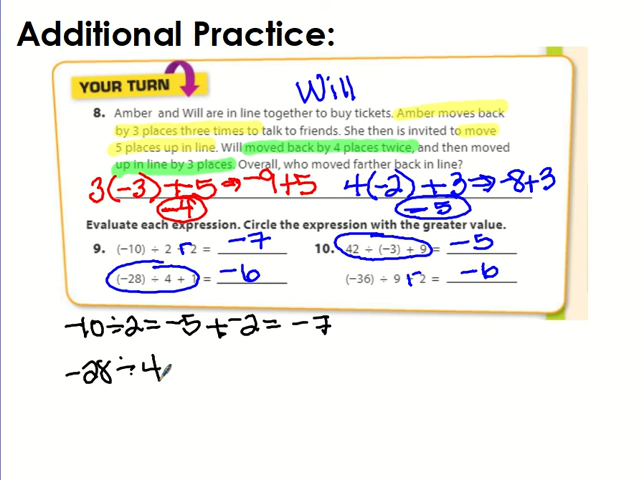 Additional Practice:
YOUR TURN
Will
8. Amber and Will are in line together to buy tickets. Amber moves back
by 3 places three times to talk to friends. She then is invited to move
5 places up in line. Will moved back by 4 places twice, and then moved
up in line by 3 places. Overall, who moved farther back in line?
3(-3) + 5 → -9+5
-4
4(-2) + 3 ⇒ -8+3
-5
Evaluate each expression. Circle the expression with the greater value.
9. (−10) ÷ 2 − 2 = -7
(−28) ÷ 4 + 1 = -6
10. 42 ÷ (−3) + 9 = -5
(−36) ÷ 9 − 2 = -6
-10÷2 = -5 + -2 = -7
-28 ÷ 4